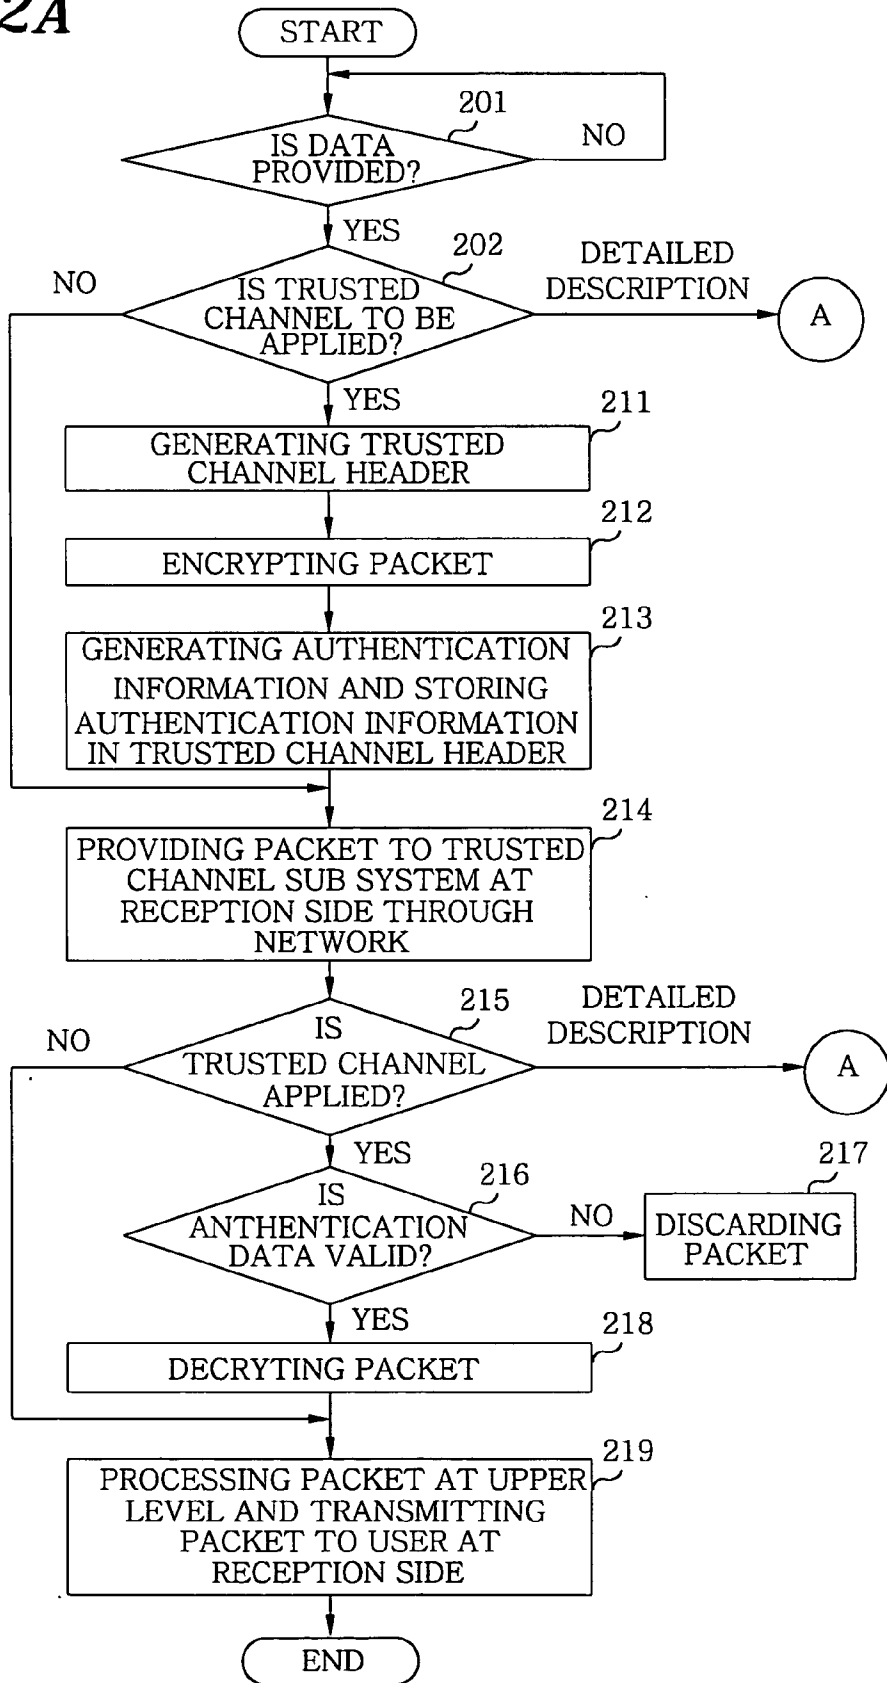 2A
START
201
IS DATA
PROVIDED?
NO
YES
202
DETAILED
DESCRIPTION
NO
IS TRUSTED
CHANNEL TO BE
APPLIED?
A
YES
211
GENERATING TRUSTED
CHANNEL HEADER
212
ENCRYPTING PACKET
213
GENERATING AUTHENTICATION
INFORMATION AND STORING
AUTHENTICATION INFORMATION
IN TRUSTED CHANNEL HEADER
214
PROVIDING PACKET TO TRUSTED
CHANNEL SUB SYSTEM AT
RECEPTION SIDE THROUGH
NETWORK
215
DETAILED
DESCRIPTION
NO
IS
TRUSTED CHANNEL
APPLIED?
A
YES
216
217
IS
ANTHENTICATION
DATA VALID?
NO
DISCARDING
PACKET
YES
218
DECRYTING PACKET
219
PROCESSING PACKET AT UPPER
LEVEL AND TRANSMITTING
PACKET TO USER AT
RECEPTION SIDE
END